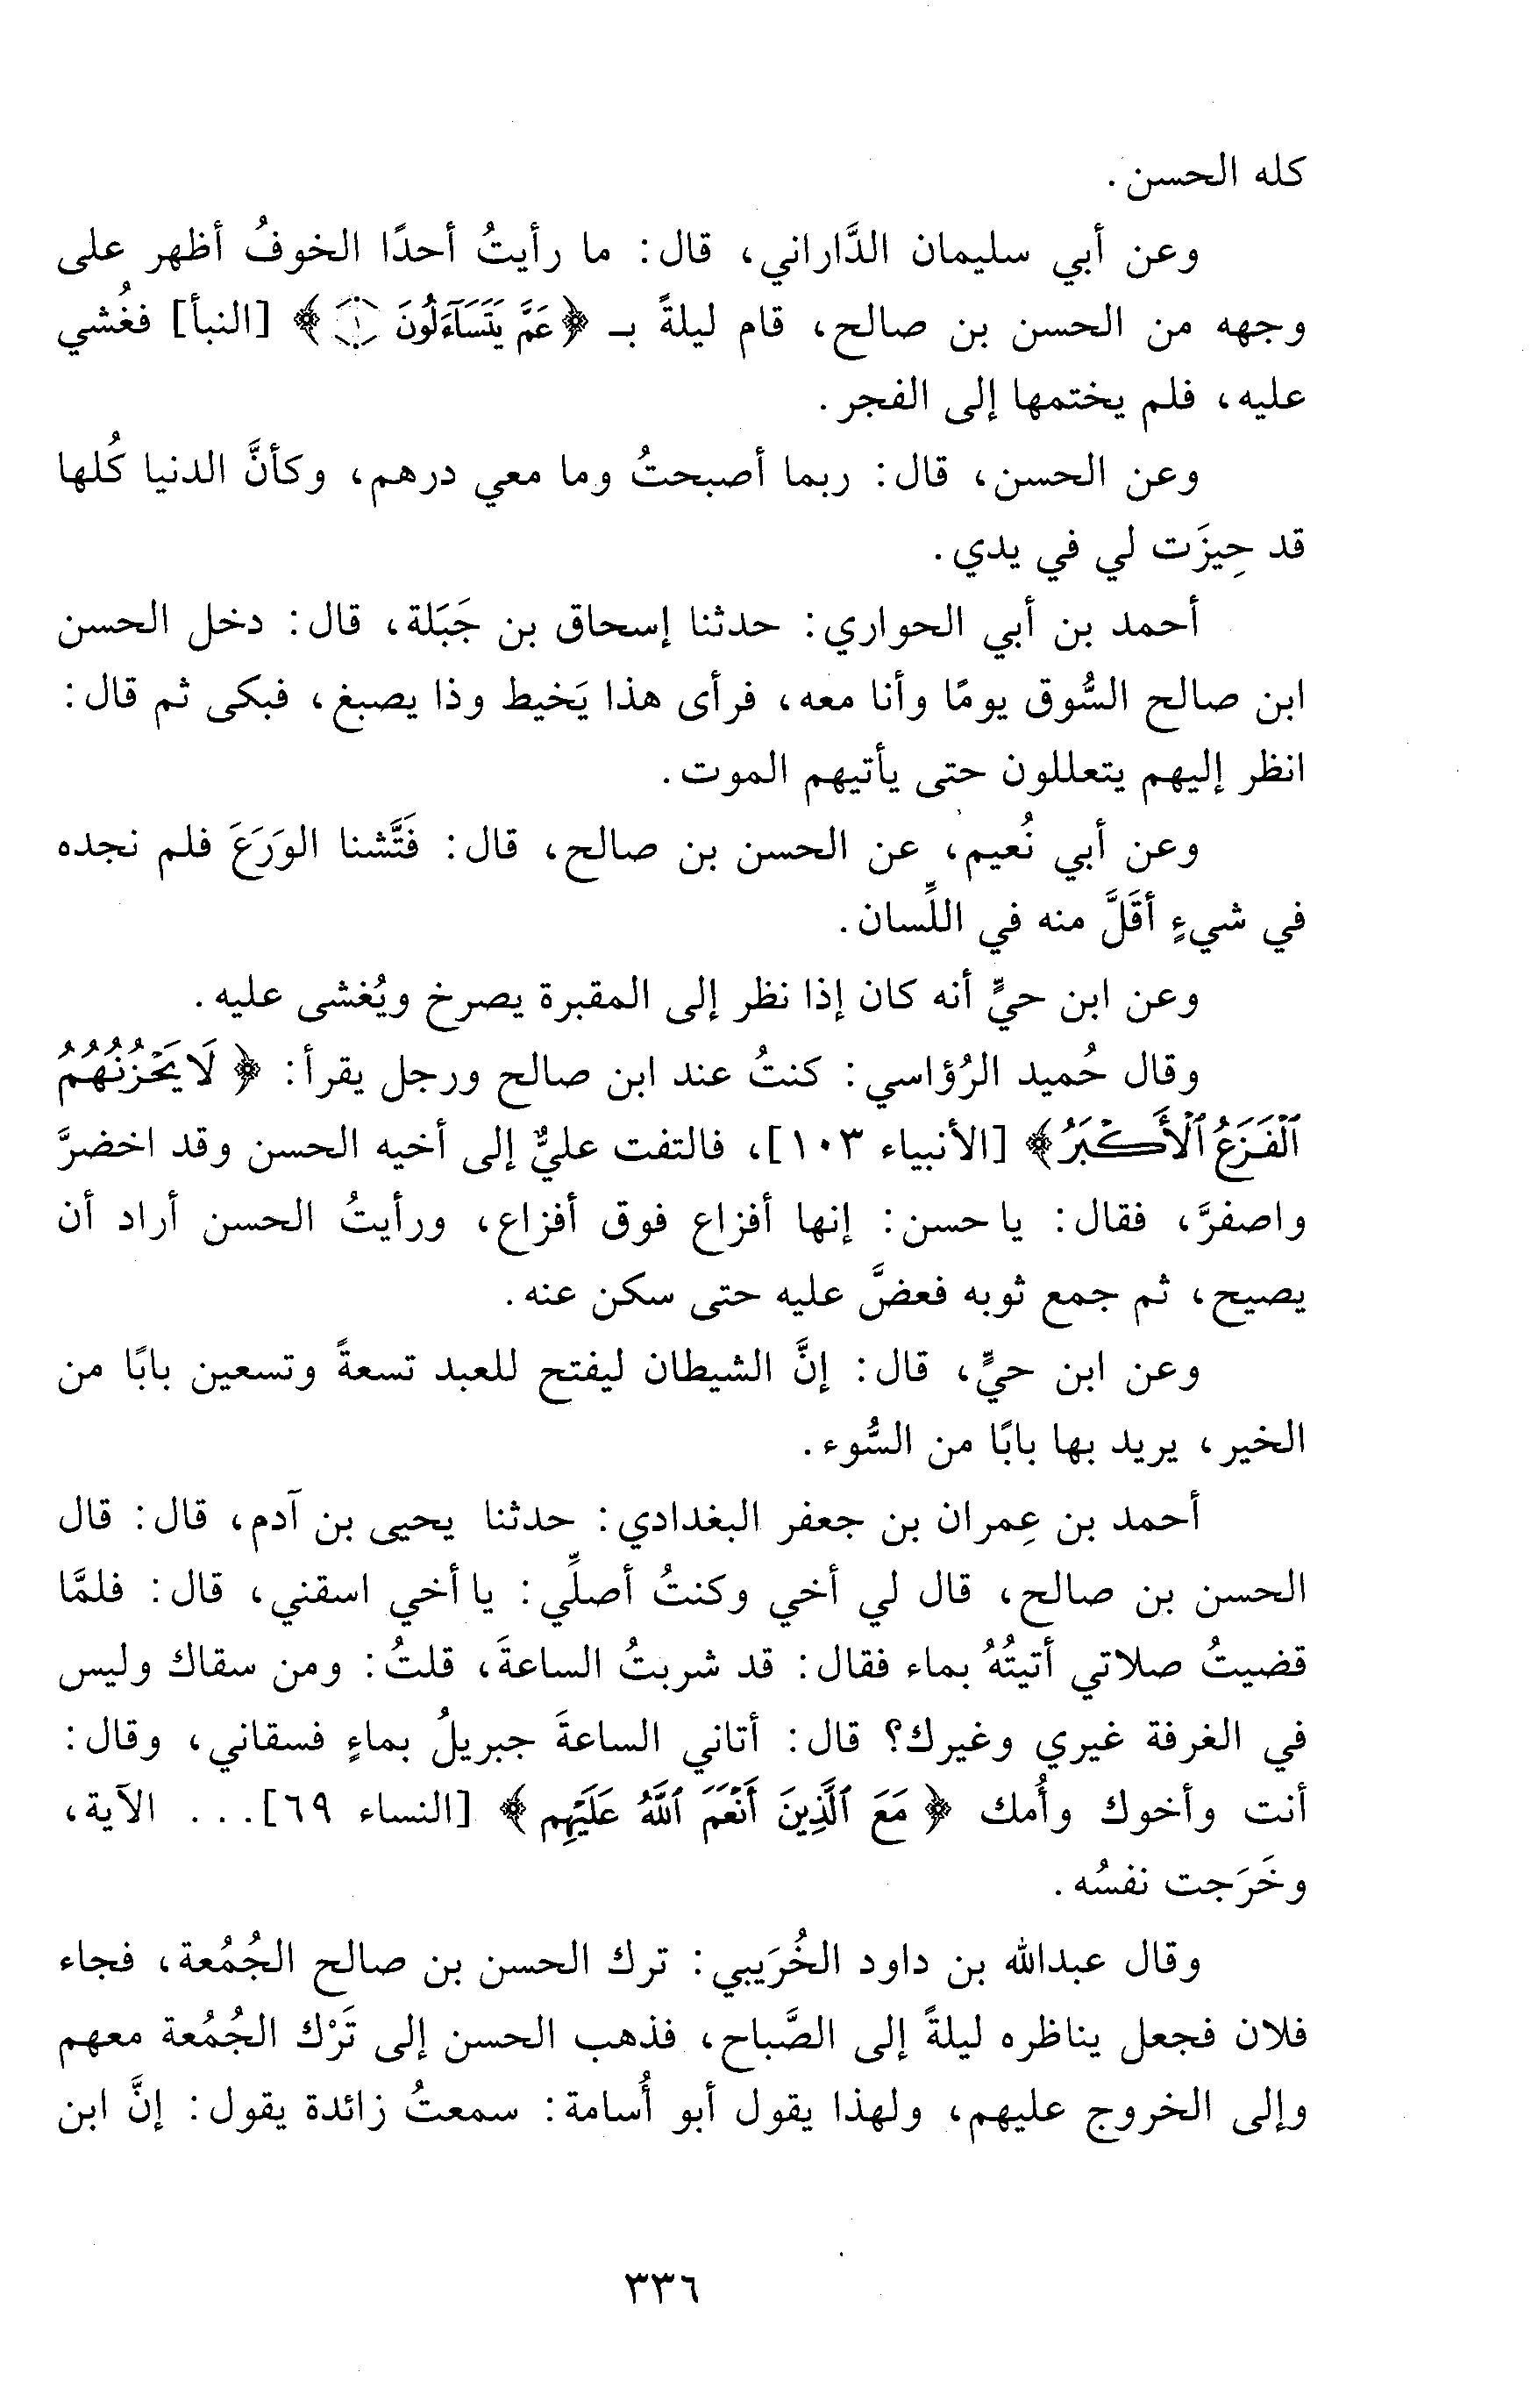 كله الحسن.
وعن أبي سليمان الدَّاراني، قال: ما رأيتُ أحدًا الخوفُ أظهر على
وجهه من الحسن بن صالح، قام ليلةً بـ ﴿عَمَّ يَتَسَآءَلُونَ ۝١﴾ [النبأ] فغُشي
عليه، فلم يختمها إلى الفجر.
وعن الحسن، قال: ربما أصبحتُ وما معي درهم، وكأنَّ الدنيا كُلها
قد حِيزَت لي في يدي.
أحمد بن أبي الحواري: حدثنا إسحاق بن جَبَلة، قال: دخل الحسن
ابن صالح السُّوق يومًا وأنا معه، فرأى هذا يَخيط وذا يصبغ، فبكى ثم قال:
انظر إليهم يتعللون حتى يأتيهم الموت.
وعن أبي نُعيم، عن الحسن بن صالح، قال: فَتَّشنا الورَعَ فلم نجده
في شيءٍ أقَلَّ منه في اللِّسان.
وعن ابن حيٍّ أنه كان إذا نظر إلى المقبرة يصرخ ويُغشى عليه.
وقال حُميد الرُؤاسي: كنتُ عند ابن صالح ورجل يقرأ: ﴿لَا يَحْزُنُهُمُ
ٱلْفَزَعُ ٱلْأَكْبَرُ﴾ [الأنبياء ١٠٣]، فالتفت عليٌّ إلى أخيه الحسن وقد اخضرَّ
واصفرَّ، فقال: يا حسن: إنها أفزاع فوق أفزاع، ورأيتُ الحسن أراد أن
يصيح، ثم جمع ثوبه فعضَّ عليه حتى سكن عنه.
وعن ابن حيٍّ، قال: إنَّ الشيطان ليفتح للعبد تسعةً وتسعين بابًا من
الخير، يريد بها بابًا من السُّوء.
أحمد بن عِمران بن جعفر البغدادي: حدثنا يحيى بن آدم، قال: قال
الحسن بن صالح، قال لي أخي وكنتُ أصلِّي: يا أخي اسقني، قال: فلمَّا
قضيتُ صلاتي أتيتُهُ بماء فقال: قد شربتُ الساعةَ، قلتُ: ومن سقاك وليس
في الغرفة غيري وغيرك؟ قال: أتاني الساعةَ جبريلُ بماءٍ فسقاني، وقال:
أنت وأخوك وأُمك ﴿مَعَ ٱلَّذِينَ أَنْعَمَ ٱللَّهُ عَلَيْهِم﴾ [النساء ٦٩]... الآية،
وخَرَجت نفسُه.
وقال عبدالله بن داود الخُرَيبي: ترك الحسن بن صالح الجُمُعة، فجاء
فلان فجعل يناظره ليلةً إلى الصَّباح، فذهب الحسن إلى تَرْك الجُمُعة معهم
وإلى الخروج عليهم، ولهذا يقول أبو أُسامة: سمعتُ زائدة يقول: إنَّ ابن
٣٣٦